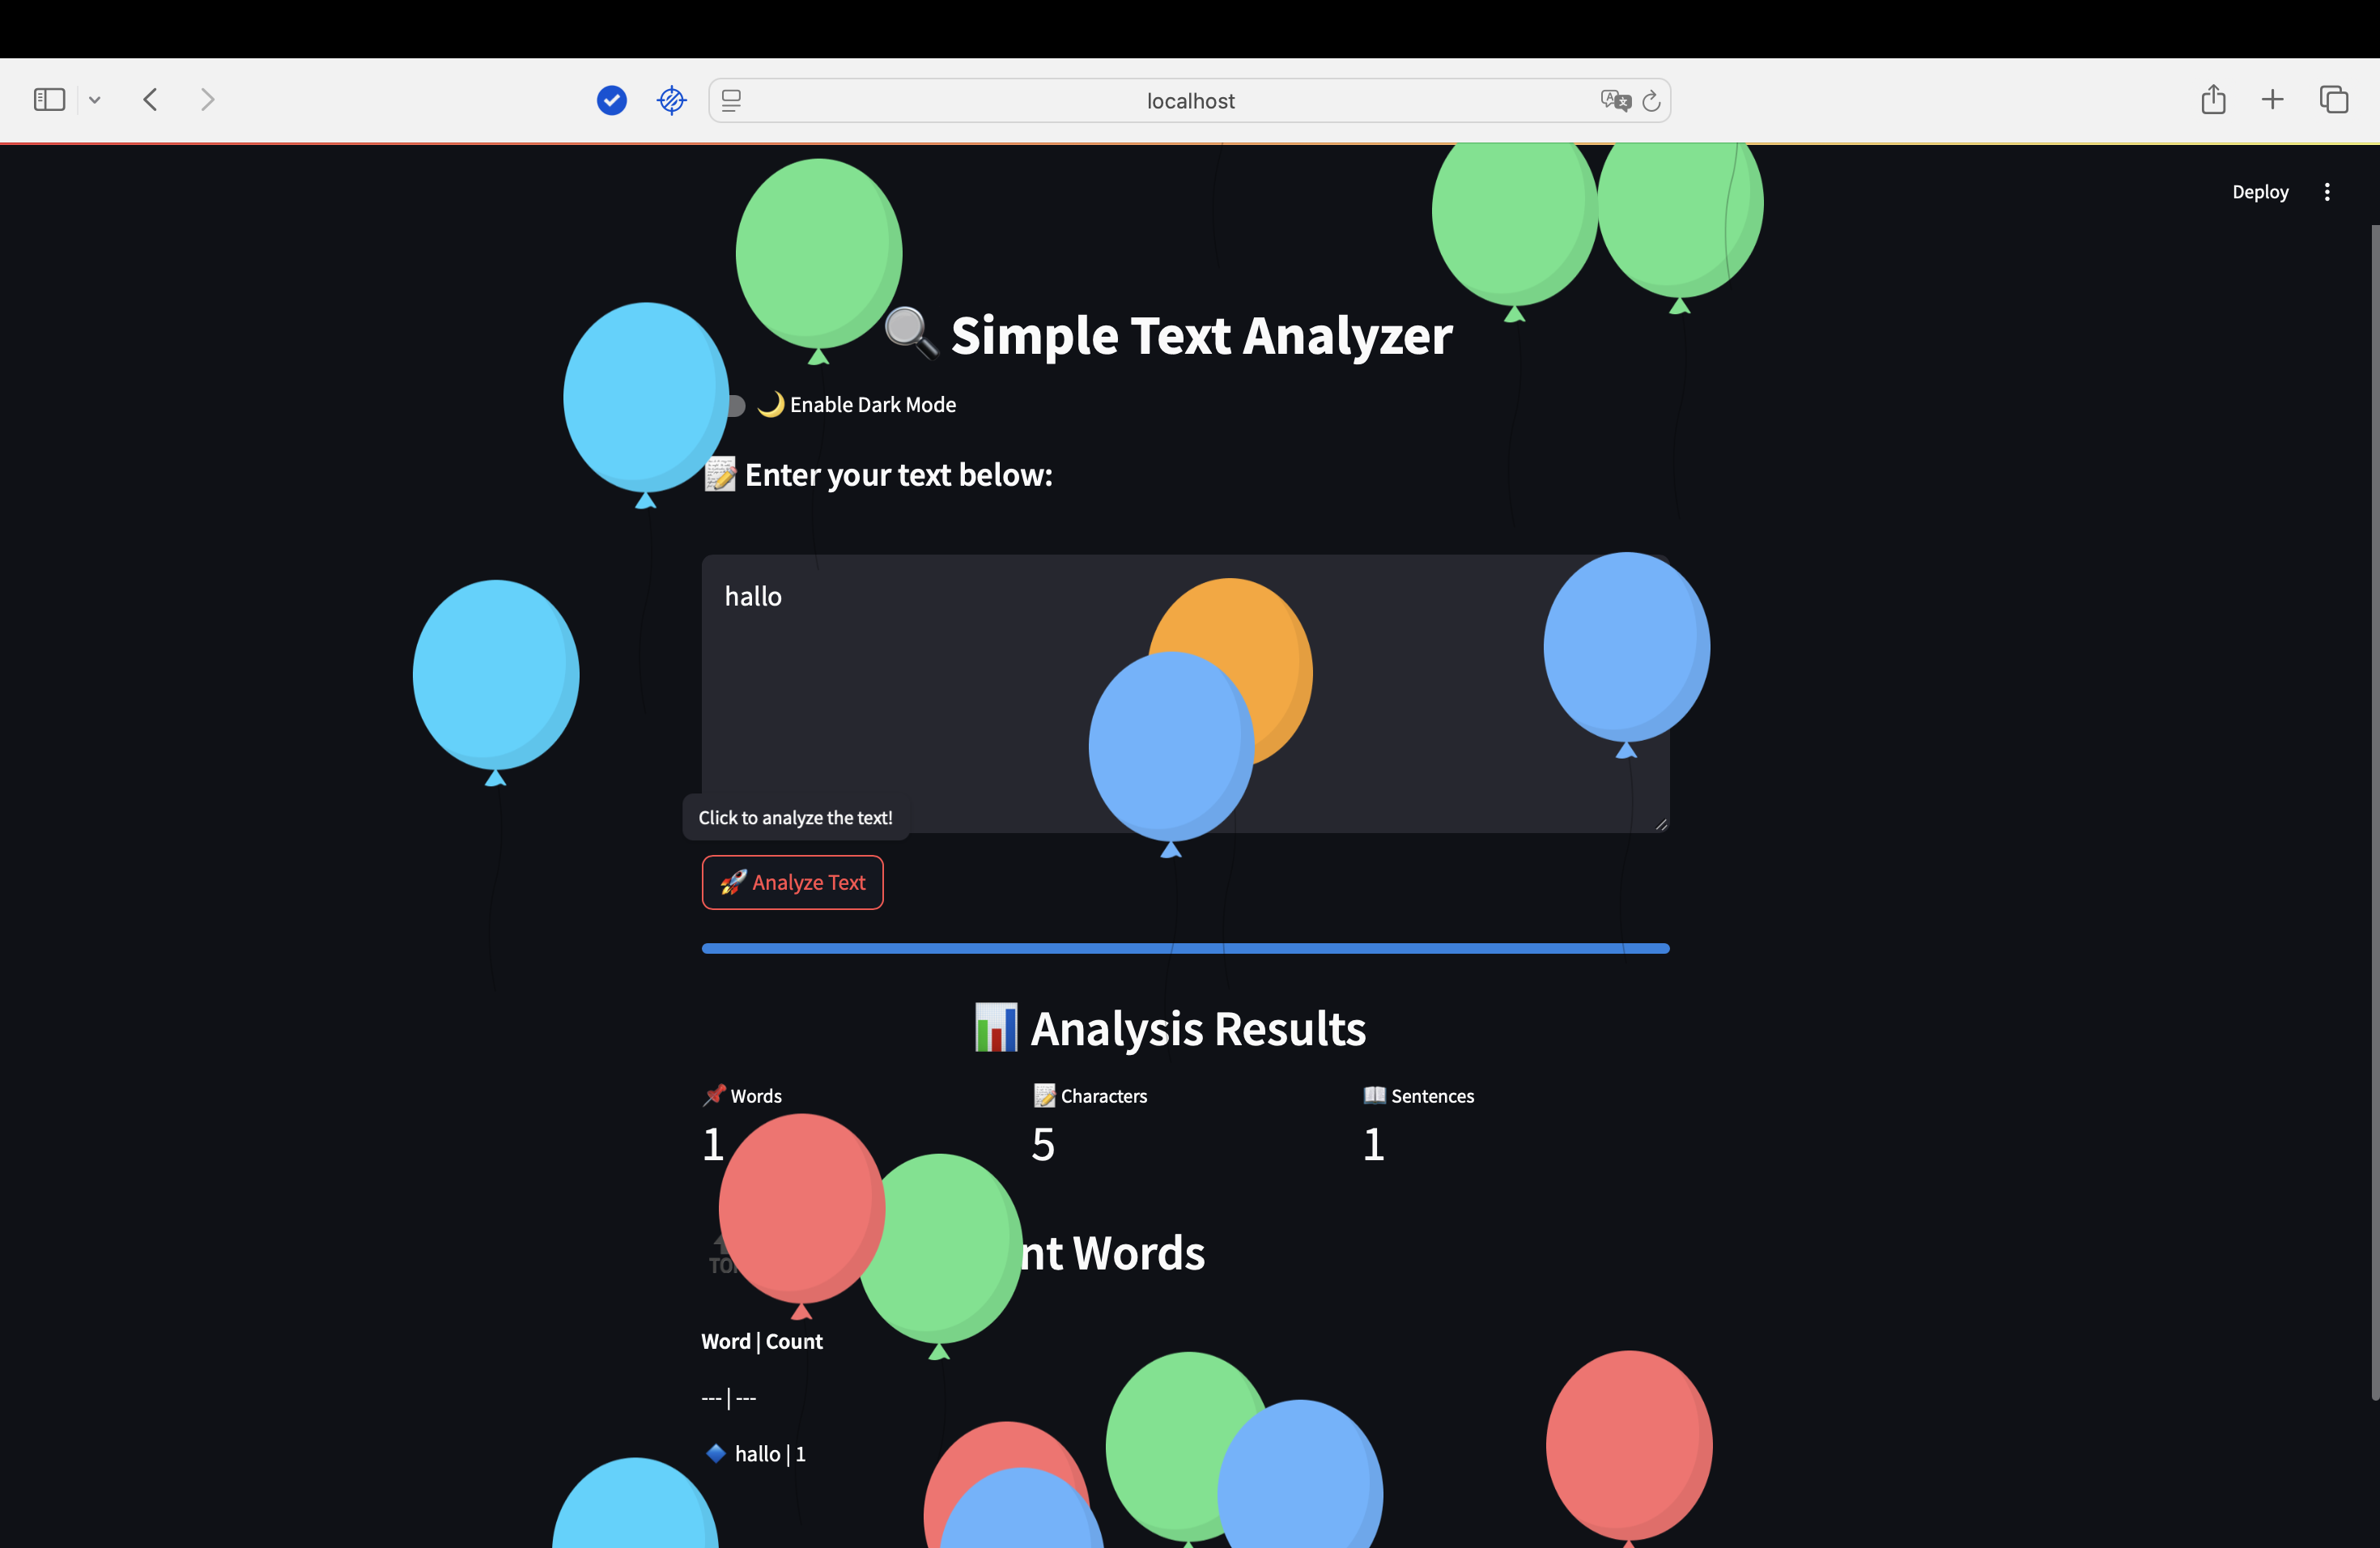 localhost
Deploy
🔍 Simple Text Analyzer
🌙 Enable Dark Mode
📝 Enter your text below:
hallo
Click to analyze the text!
🚀 Analyze Text
📊 Analysis Results
📌 Words
📝 Characters
📖 Sentences
1
5
1
nt Words
Word | Count
--- | ---
🔹 hallo | 1